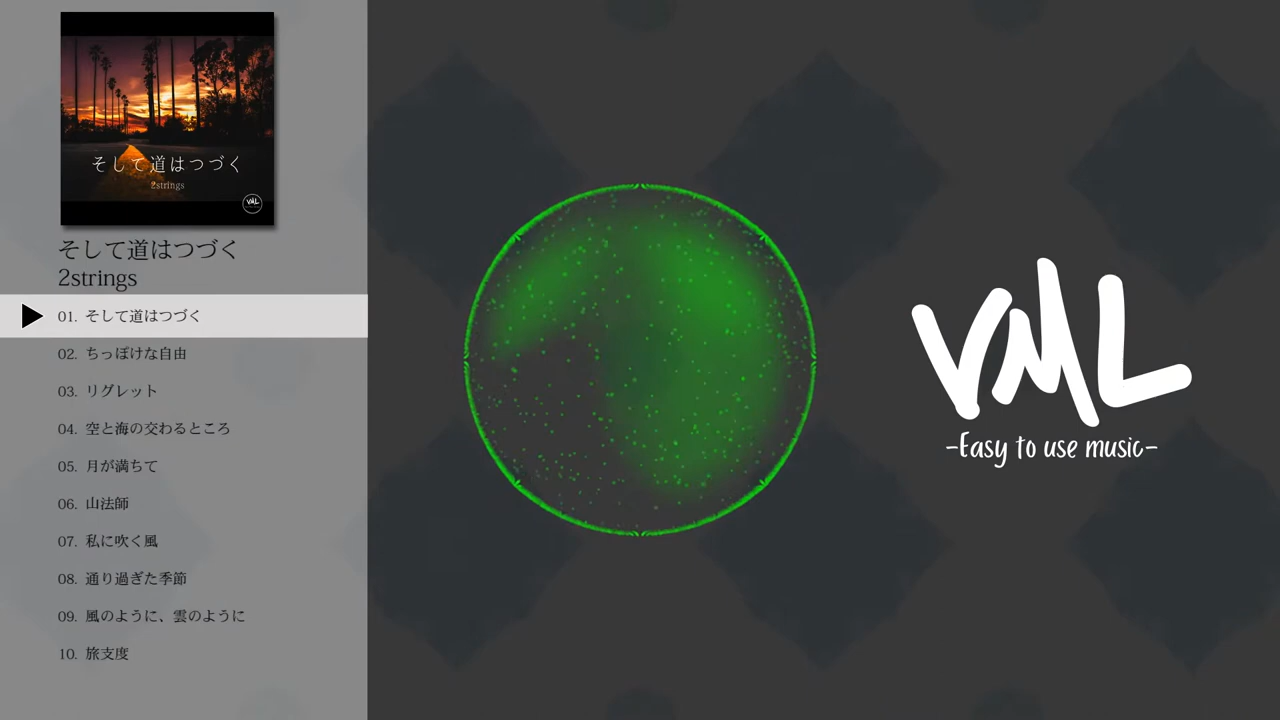 そして道はつづく
2strings
VML
そして道はつづく
2strings
01. そして道はつづく
02. ちっぽけな自由
03. リグレット
04. 空と海の交わるところ
05. 月が満ちて
06. 山法師
07. 私に吹く風
08. 通り過ぎた季節
09. 風のように、雲のように
10. 旅支度
VML
-Easy to use music-